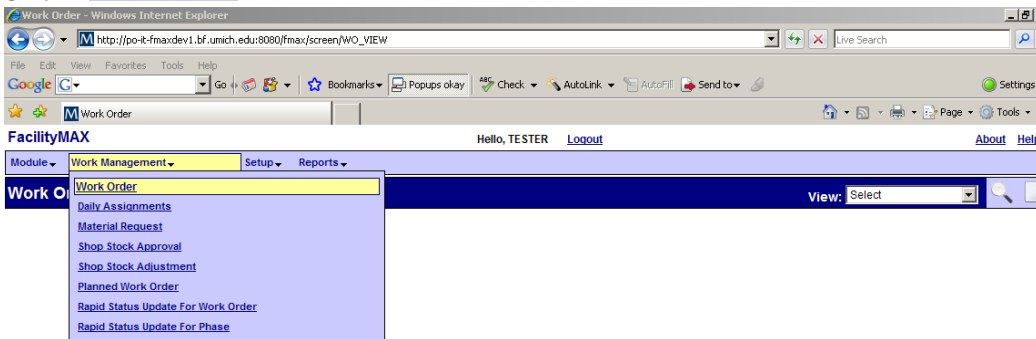 Work Order - Windows Internet Explorer
http://po-it-fmaxdev1.bf.umich.edu:8080/fmax/screen/WO_VIEW Live Search
File Edit View Favorites Tools Help
Google G Go Bookmarks Popups okay ABC Check AutoLink AutoFill Send to Settings
Work Order Page Tools
FacilityMAX Hello, TESTER Logout About Help
Module Work Management Setup Reports
Work O View: Select
Work Order
Daily Assignments
Material Request
Shop Stock Approval
Shop Stock Adjustment
Planned Work Order
Rapid Status Update For Work Order
Rapid Status Update For Phase